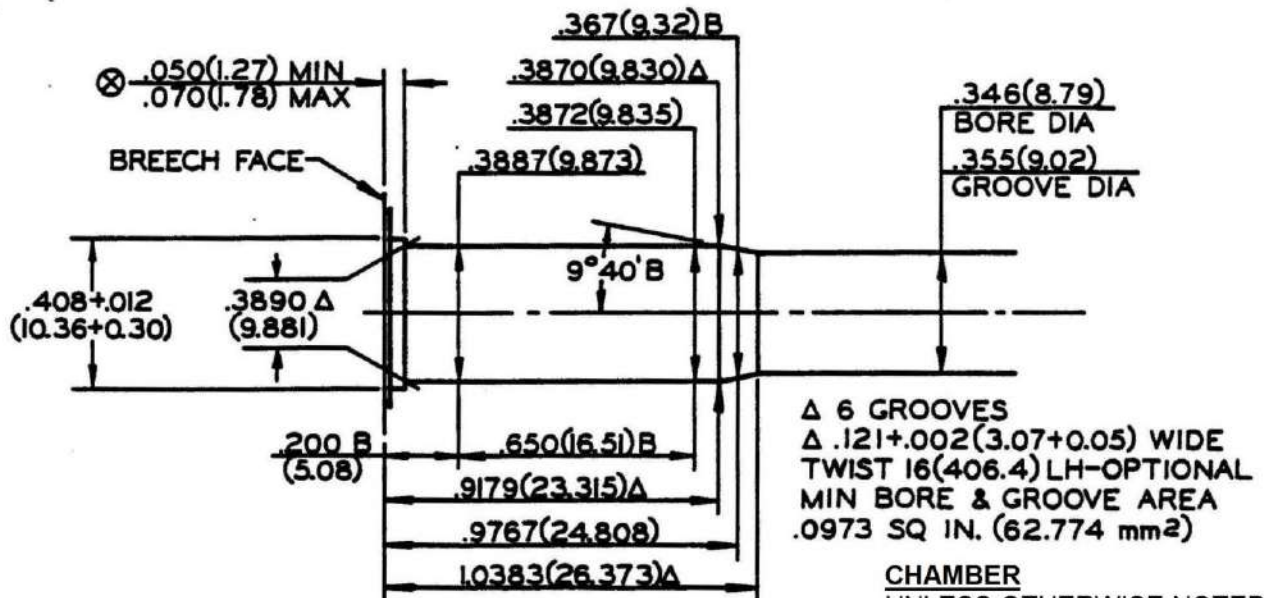 .367(9.32)B
⊗ .050(1.27) MIN
.070(1.78) MAX
.3870(9.830)Δ
.3872(9.835)
.346(8.79)
BORE DIA
BREECH FACE
.3887(9.873)
.355(9.02)
GROOVE DIA
9°40'B
.408+.012
(10.36+0.30)
.3890 Δ
(9.881)
.200 B
(5.08)
.650(16.51)B
.9179(23.315)Δ
.9767(24.808)
1.0383(26.373)Δ
Δ 6 GROOVES
Δ .121+.002(3.07+0.05) WIDE
TWIST 16(406.4) LH-OPTIONAL
MIN BORE & GROOVE AREA
.0973 SQ IN. (62.774 mm2)
CHAMBER
UNLESS OTHERWISE NOTED